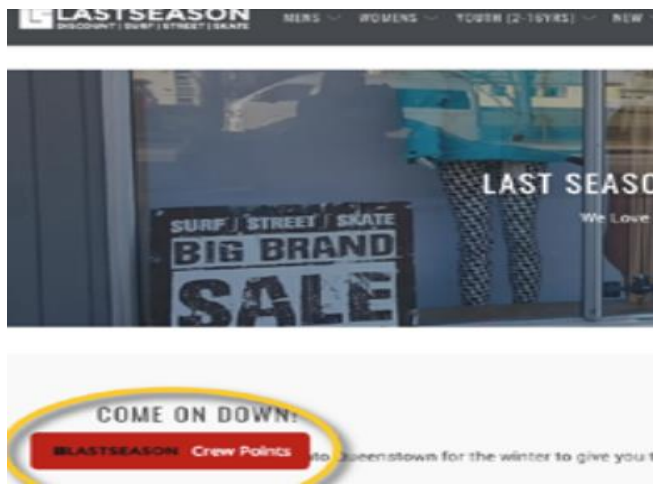 LASTSEASON MENS WOMENS YOUTH (2-16YRS) NEW
DISCOUNT | SURF | STREET | SKATE
LAST SEASO
We Love
SURF / STREET / SKATE
BIG BRAND
SALE
COME ON DOWN!
LASTSEASON Crew Points
to Queenstown for the winter to give you t